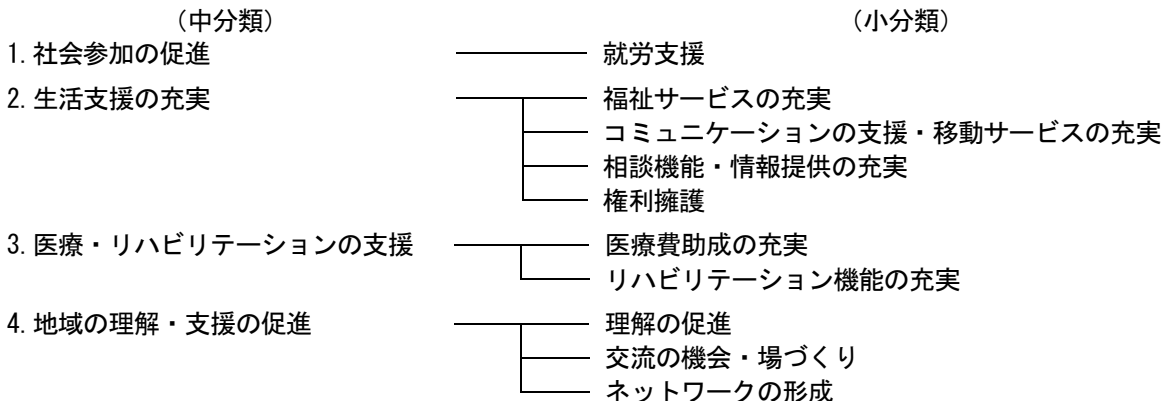 （中分類） （小分類）
1. 社会参加の促進 就労支援
2. 生活支援の充実 福祉サービスの充実
コミュニケーションの支援・移動サービスの充実
相談機能・情報提供の充実
権利擁護
3. 医療・リハビリテーションの支援 医療費助成の充実
リハビリテーション機能の充実
4. 地域の理解・支援の促進 理解の促進
交流の機会・場づくり
ネットワークの形成